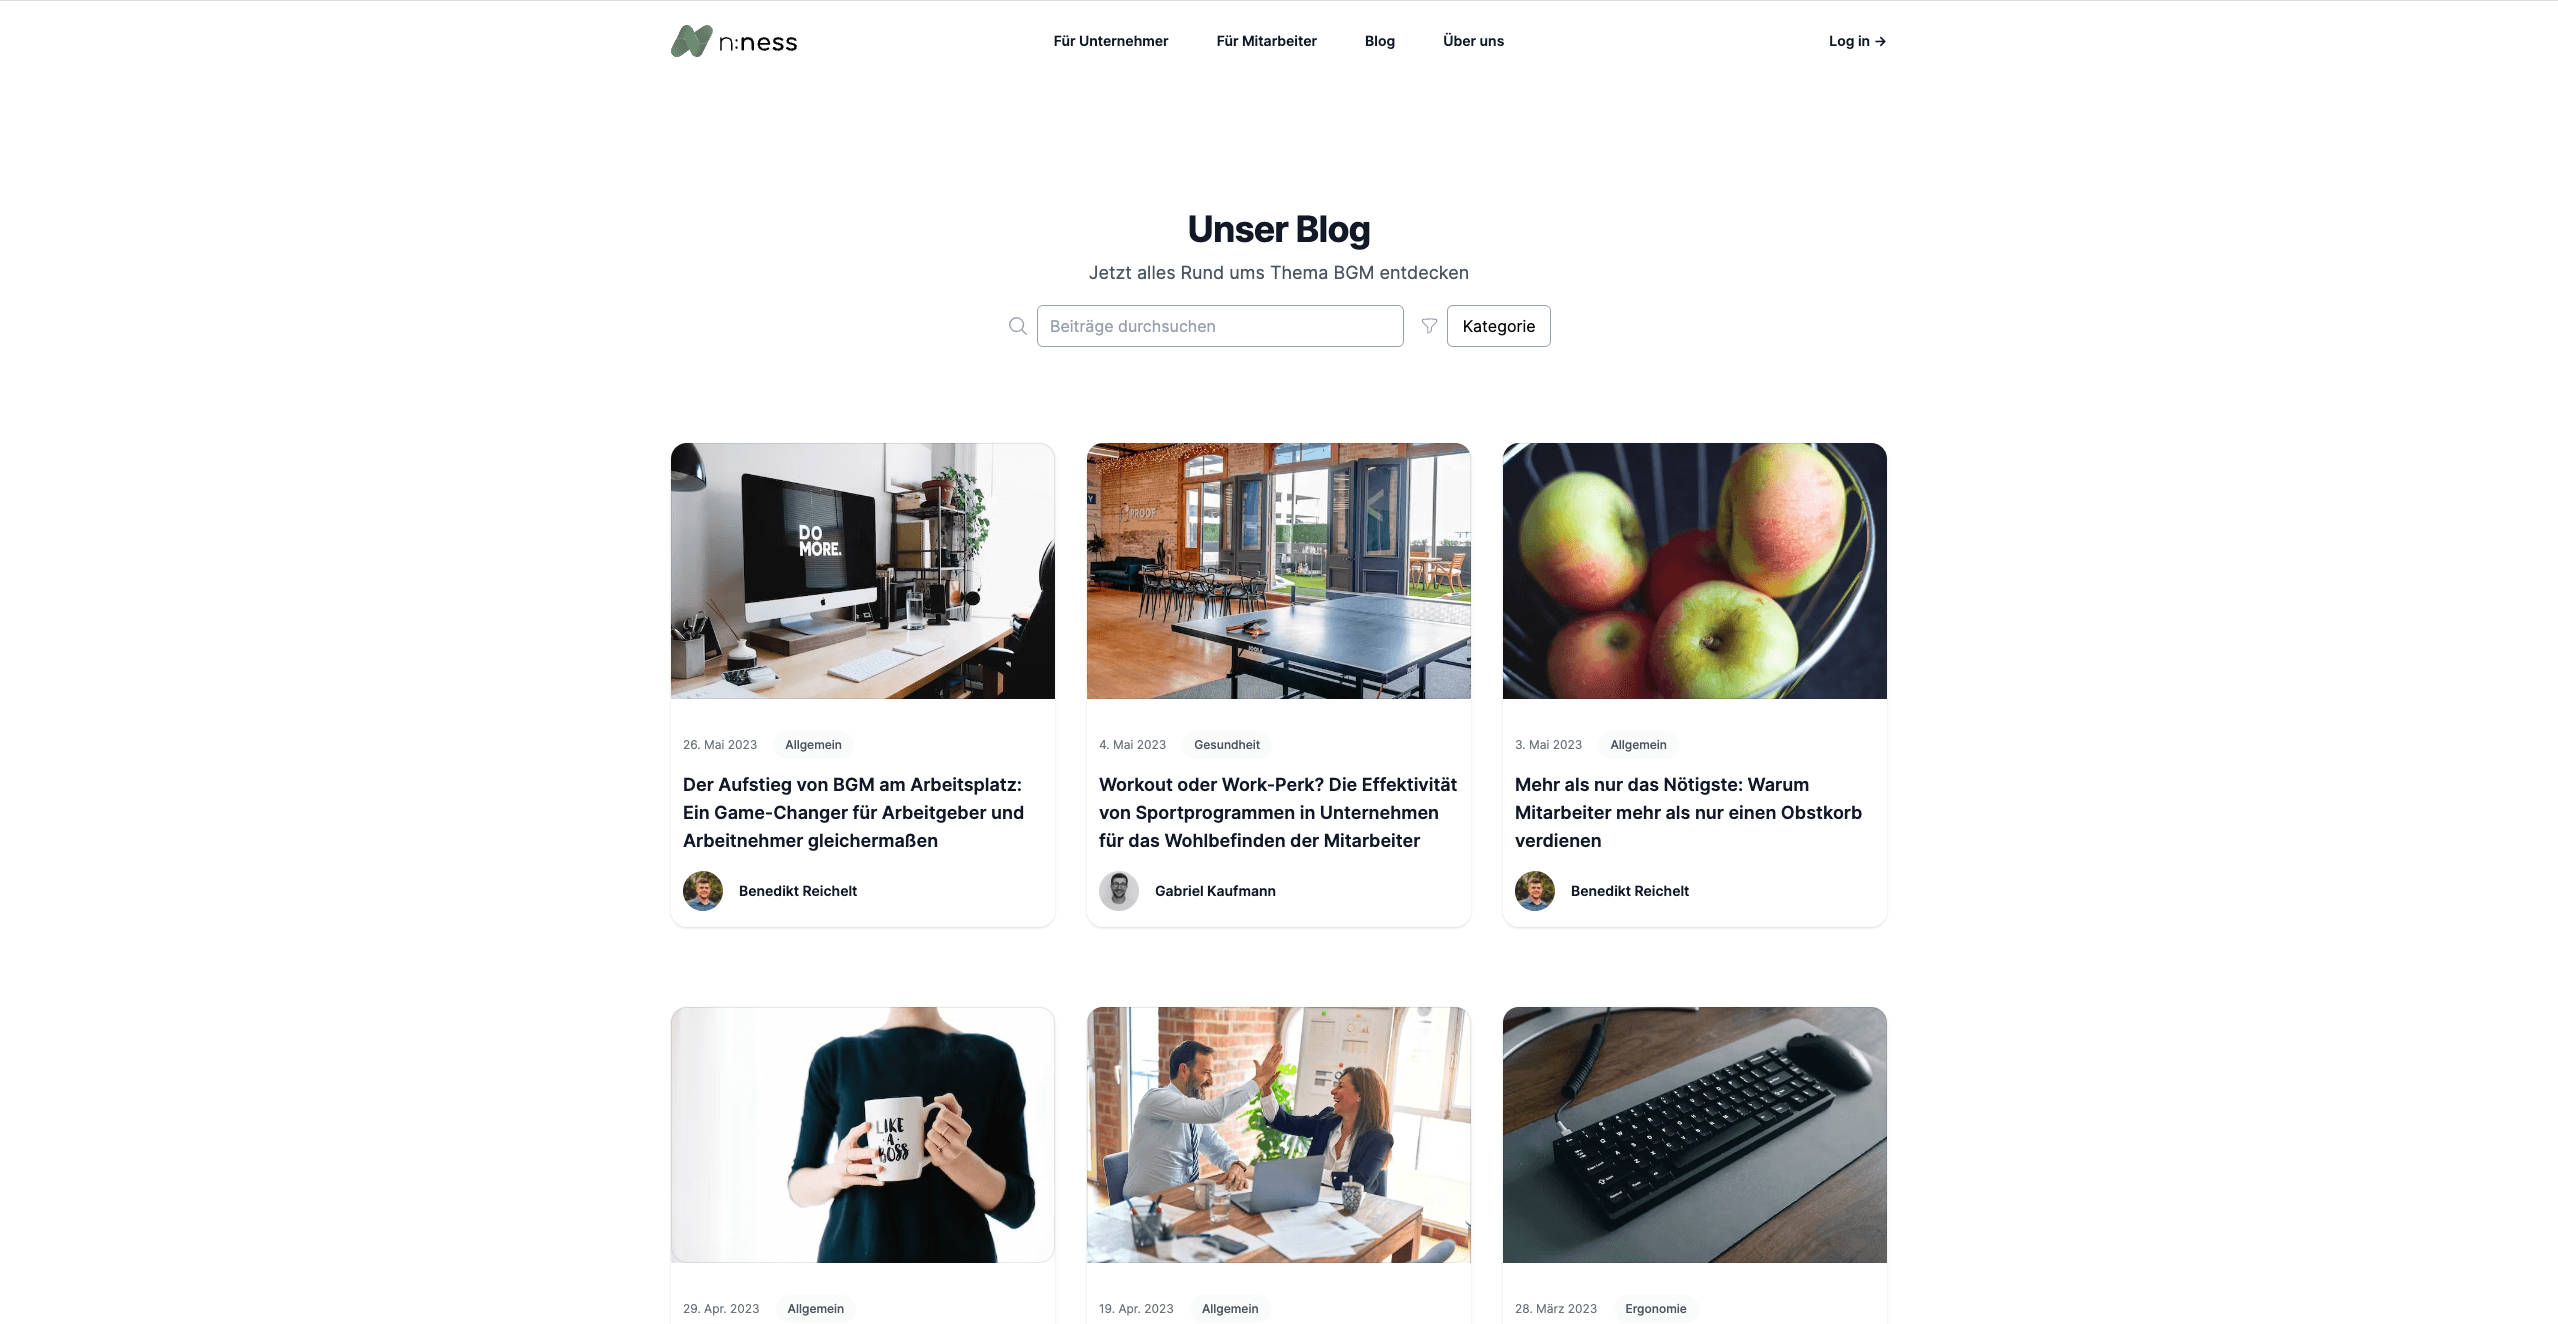 n:ness
Für Unternehmer
Für Mitarbeiter
Blog
Über uns
Log in →
Unser Blog
Jetzt alles Rund ums Thema BGM entdecken
Beiträge durchsuchen
Kategorie
DO
MORE.
PROOF
26. Mai 2023 Allgemein
Der Aufstieg von BGM am Arbeitsplatz:
Ein Game-Changer für Arbeitgeber und
Arbeitnehmer gleichermaßen
Benedikt Reichelt
4. Mai 2023 Gesundheit
Workout oder Work-Perk? Die Effektivität
von Sportprogrammen in Unternehmen
für das Wohlbefinden der Mitarbeiter
Gabriel Kaufmann
3. Mai 2023 Allgemein
Mehr als nur das Nötigste: Warum
Mitarbeiter mehr als nur einen Obstkorb
verdienen
Benedikt Reichelt
LIKE
·A·
BOSS
29. Apr. 2023 Allgemein
19. Apr. 2023 Allgemein
28. März 2023 Ergonomie